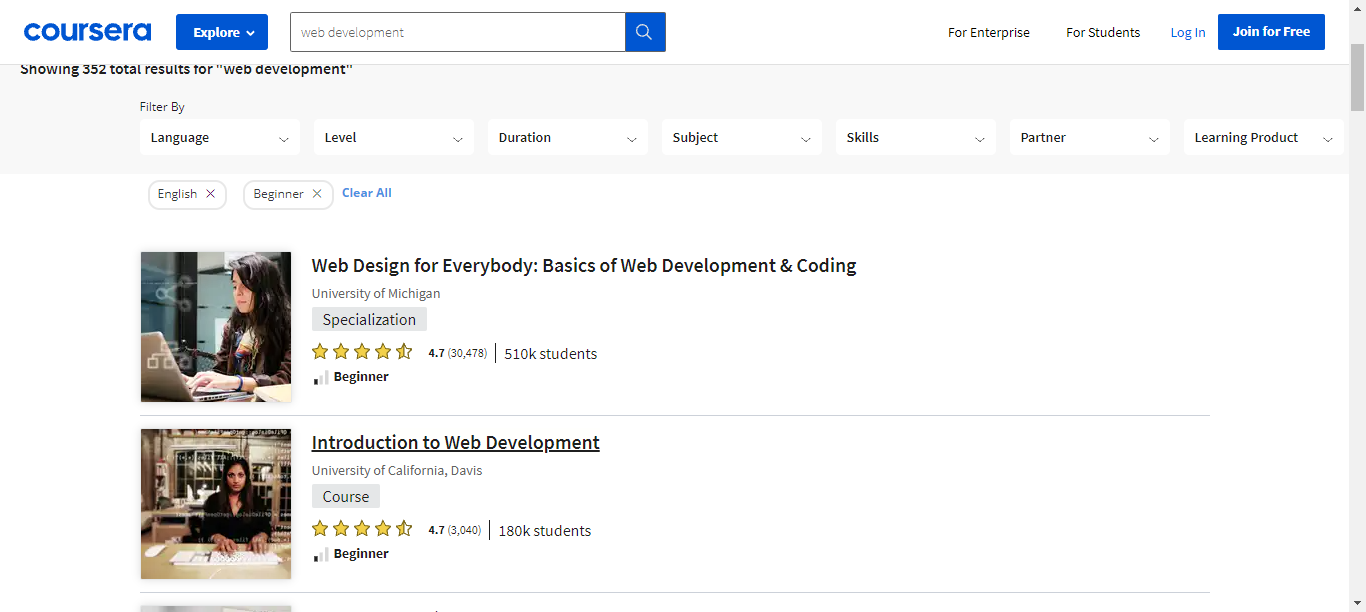 coursera Explore web development For Enterprise For Students Log In Join for Free
Showing 352 total results for "web development"
Filter By
Language Level Duration Subject Skills Partner Learning Product
English Beginner Clear All
Web Design for Everybody: Basics of Web Development & Coding
University of Michigan
Specialization
4.7 (30,478) 510k students
Beginner
Introduction to Web Development
University of California, Davis
Course
4.7 (3,040) 180k students
Beginner